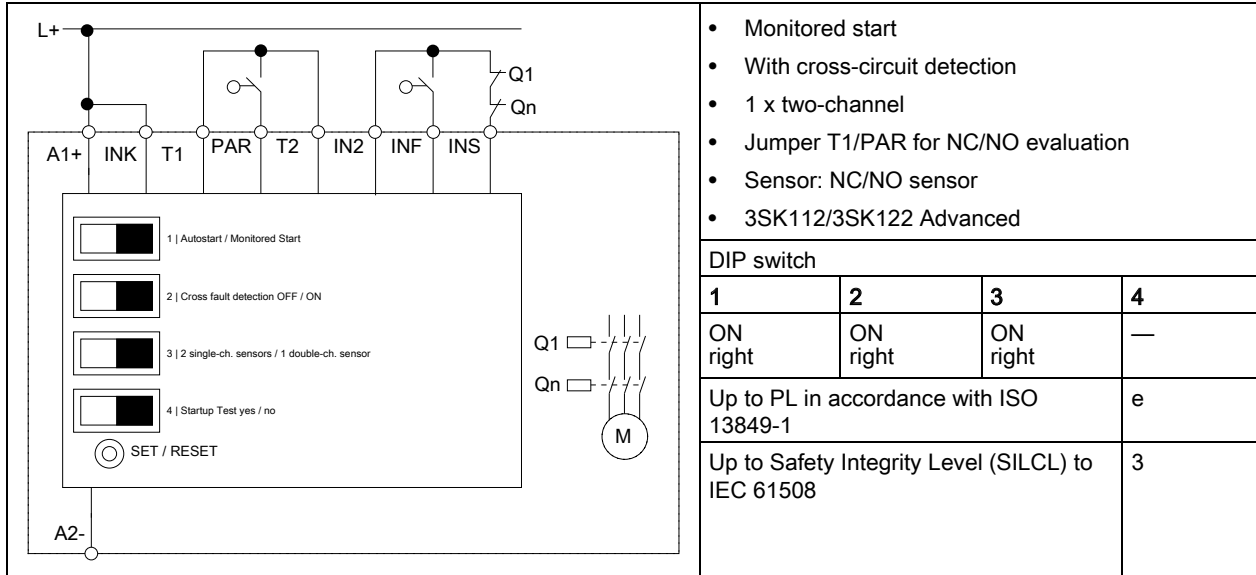 L+
Q1
Qn
A1+ INK T1 PAR T2 IN2 INF INS
1 | Autostart / Monitored Start
2 | Cross fault detection OFF / ON
3 | 2 single-ch. sensors / 1 double-ch. sensor
4 | Startup Test yes / no
SET / RESET
Q1
Qn
M
A2-
• Monitored start
• With cross-circuit detection
• 1 x two-channel
• Jumper T1/PAR for NC/NO evaluation
• Sensor: NC/NO sensor
• 3SK112/3SK122 Advanced
DIP switch
1 2 3 4
ON ON ON —
right right right
Up to PL in accordance with ISO e
13849-1
Up to Safety Integrity Level (SILCL) to 3
IEC 61508